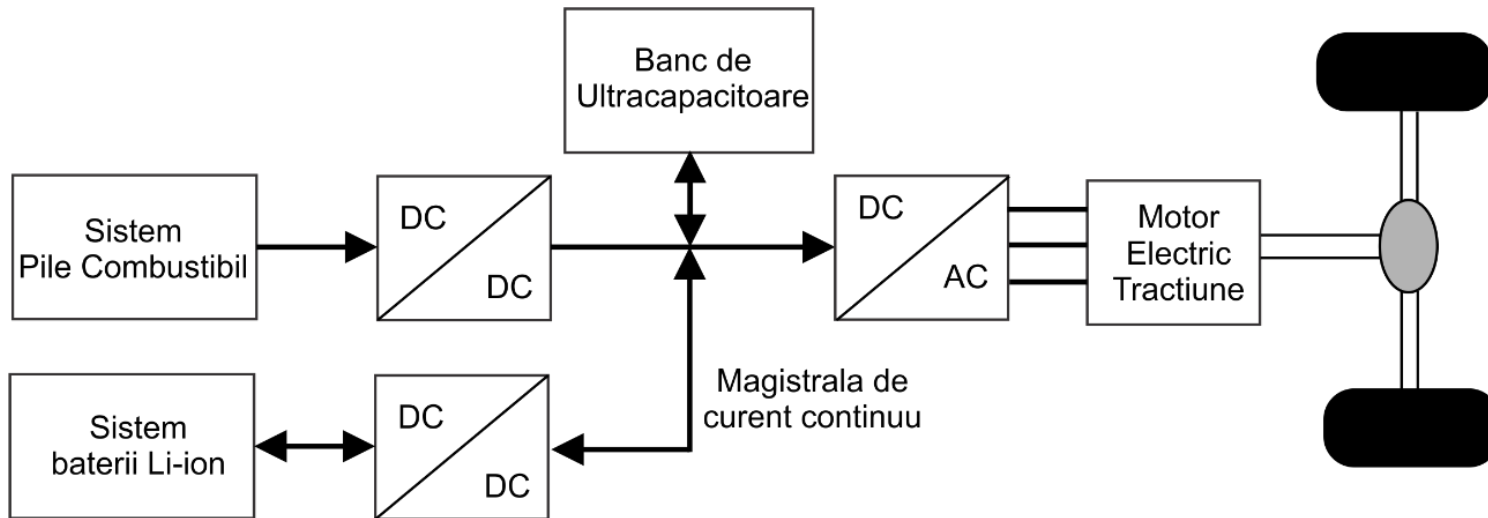 Banc de
Ultracapacitoare
Sistem
Pile Combustibil
DC
DC
DC
AC
Motor
Electric
Tractiune
Magistrala de
curent continuu
Sistem
baterii Li-ion
DC
DC